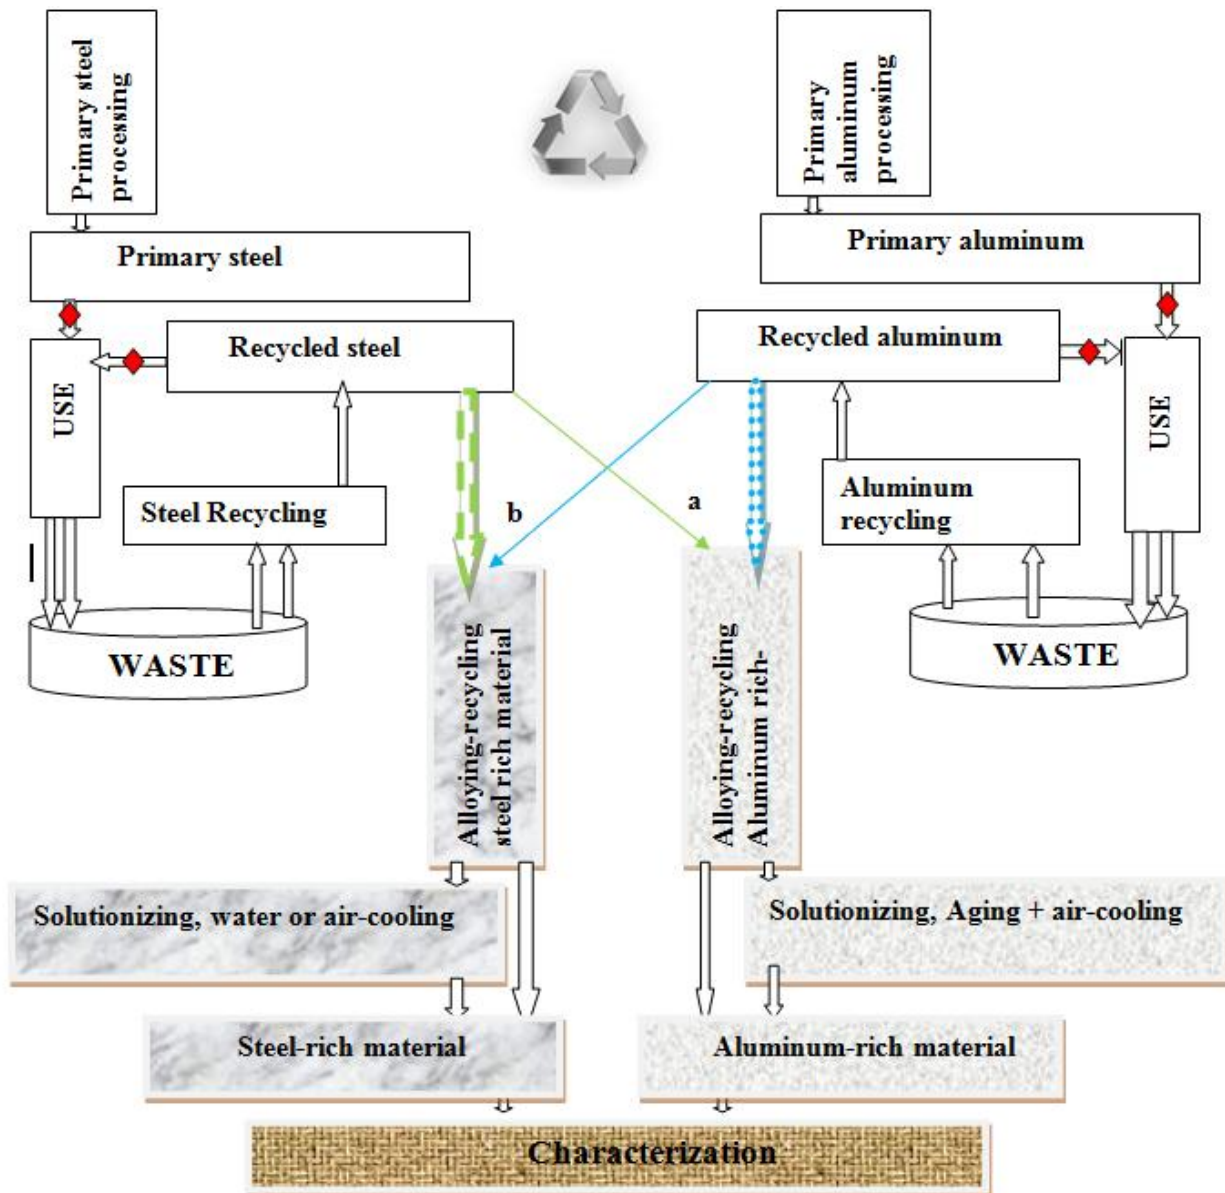 Primary steel
processing
Primary
aluminum
processing
Primary steel
Primary aluminum
Recycled steel
Recycled aluminum
USE
USE
Steel Recycling
Aluminum
recycling
b
a
WASTE
WASTE
Alloying-recycling
steel rich material
Alloying-recycling
Aluminum rich-
Solutionizing, water or air-cooling
Solutionizing, Aging + air-cooling
Steel-rich material
Aluminum-rich material
Characterization